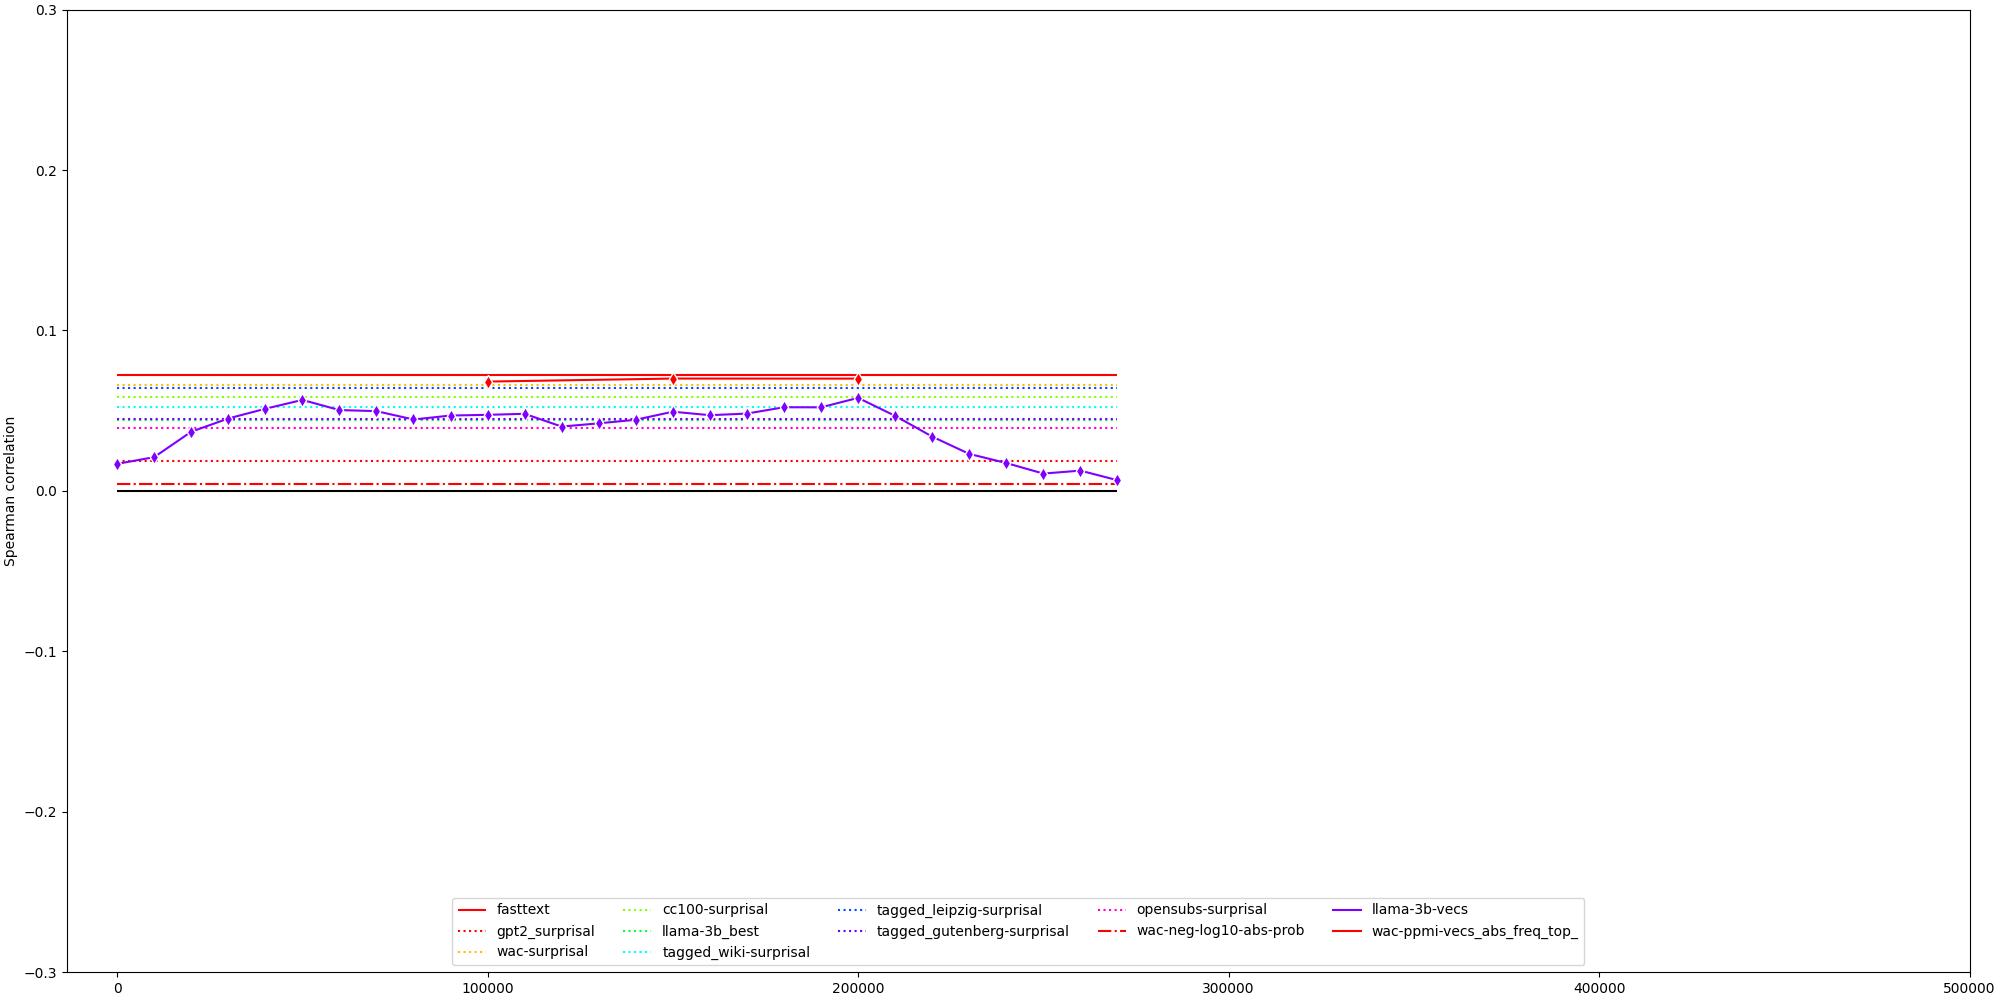 0.3
0.2
0.1
0.0
−0.1
−0.2
−0.3
Spearman correlation
fasttext
gpt2_surprisal
wac-surprisal
cc100-surprisal
llama-3b_best
tagged_wiki-surprisal
tagged_leipzig-surprisal
tagged_gutenberg-surprisal
opensubs-surprisal
wac-neg-log10-abs-prob
llama-3b-vecs
wac-ppmi-vecs_abs_freq_top_
0 100000 200000 300000 400000 500000